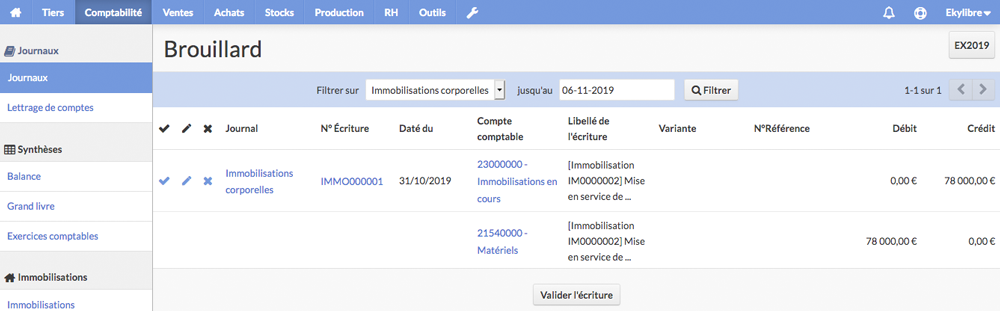 Tiers Comptabilité Ventes Achats Stocks Production RH Outils Ekylibre
Journaux
Journaux
Lettrage de comptes
Synthèses
Balance
Grand livre
Exercices comptables
Immobilisations
Immobilisations
Brouillard
EX2019
Filtrer sur Immobilisations corporelles jusqu'au 06-11-2019 Filtrer 1-1 sur 1
Journal N° Écriture Daté du Compte comptable Libellé de l'écriture Variante N°Référence Débit Crédit
Immobilisations corporelles IMMO000001 31/10/2019 23000000 - Immobilisations en cours [Immobilisation IM0000002] Mise en service de ... 0,00 € 78 000,00 €
21540000 - Matériels [Immobilisation IM0000002] Mise en service de ... 78 000,00 € 0,00 €
Valider l'écriture